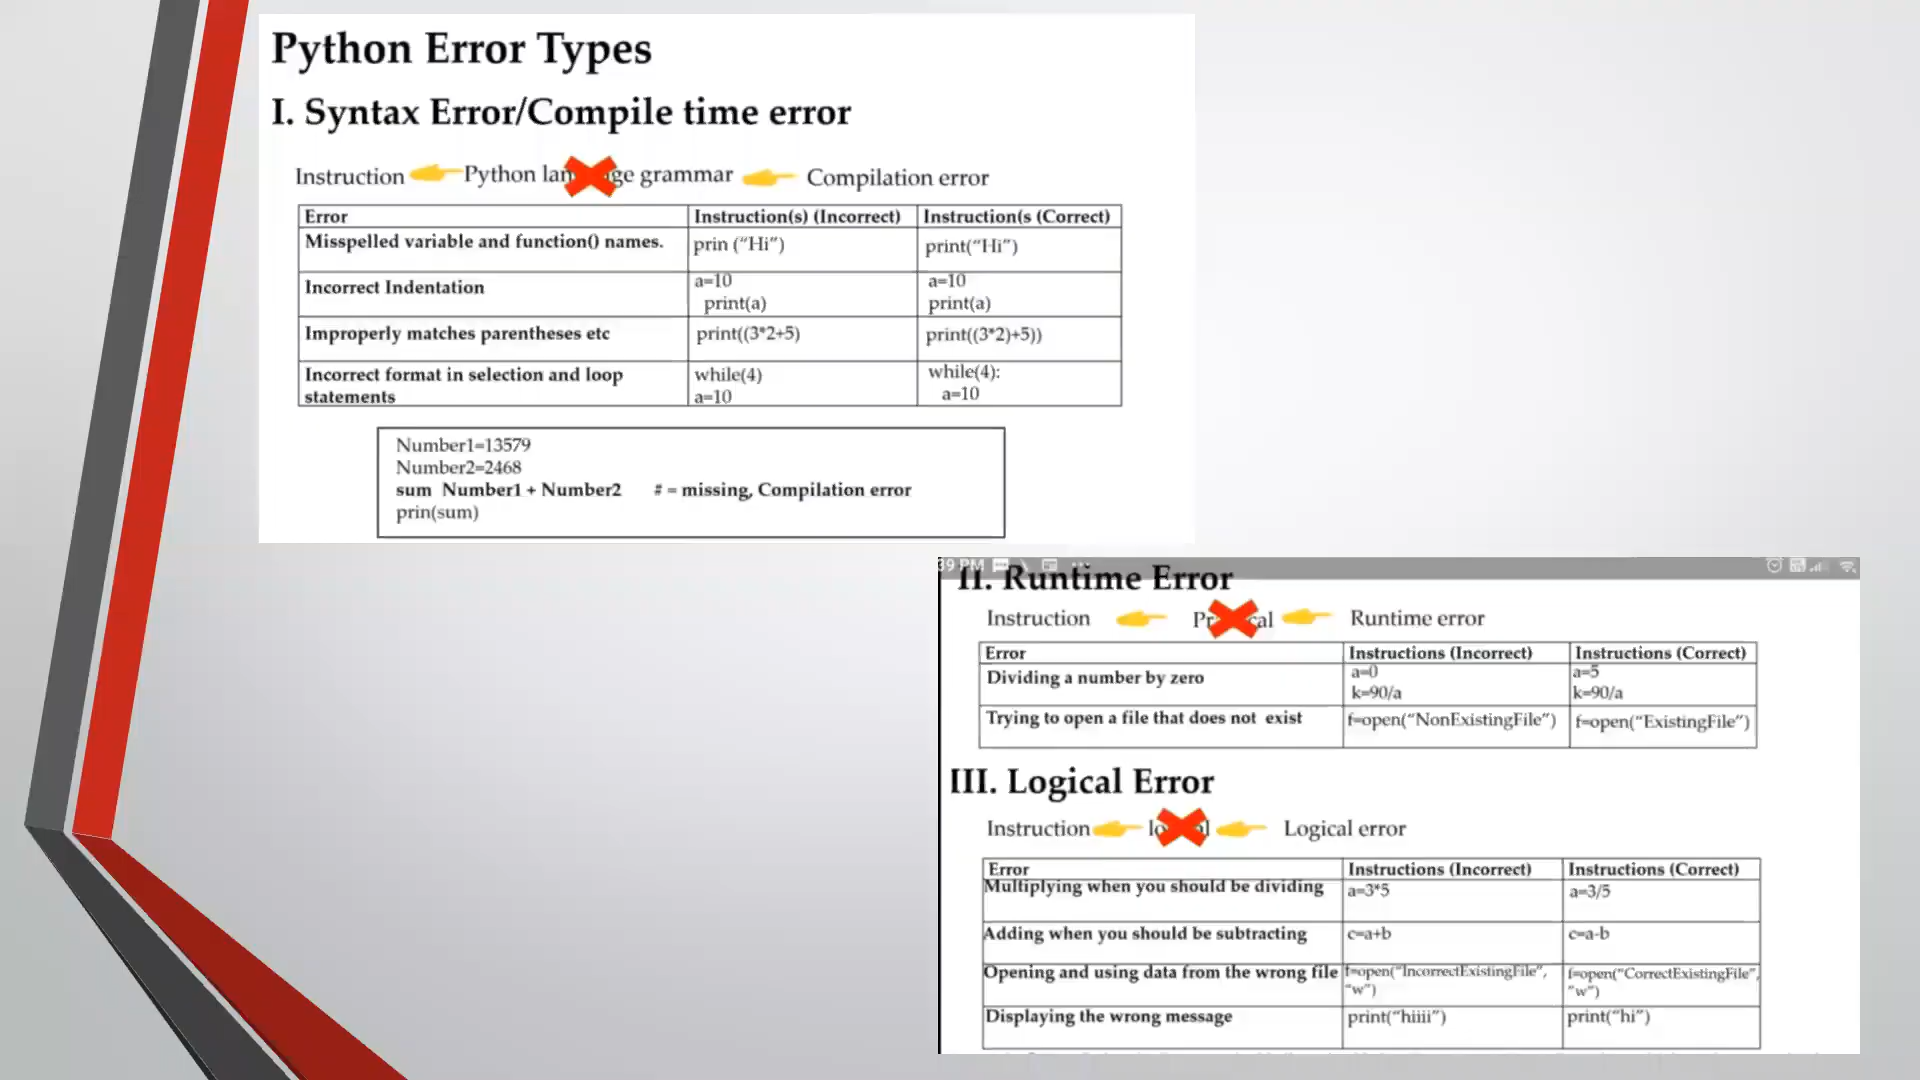 Python Error Types
I. Syntax Error/Compile time error
Instruction Python grammar Compilation error
Error Instruction(s) (Incorrect) Instruction(s (Correct)
Misspelled variable and function() names. prin (“Hi”) print(“Hi”)
Incorrect Indentation a=10 a=10
print(a) print(a)
Improperly matches parentheses etc print((3*2+5) print((3*2)+5))
Incorrect format in selection and loop while(4) while(4):
statements a=10 a=10
Number1=13579
Number2=2468
sum Number1 + Number2 # = missing, Compilation error
prin(sum)
39 PM
II. Runtime Error
Instruction Runtime error
Error Instructions (Incorrect) Instructions (Correct)
Dividing a number by zero a=0 a=5
k=90/a k=90/a
Trying to open a file that does not exist f=open(“NonExistingFile”) f=open(“ExistingFile”)
III. Logical Error
Instruction Logical error
Error Instructions (Incorrect) Instructions (Correct)
Multiplying when you should be dividing a=3*5 a=3/5
Adding when you should be subtracting c=a+b c=a-b
Opening and using data from the wrong file f=open(“IncorrectExistingFile”, f=open(“CorrectExistingFile”,
“w”) “w”)
Displaying the wrong message print(“hiiii”) print(“hi”)